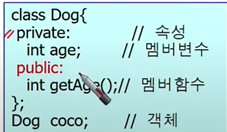 class Dog{
private: // 속성
int age; // 멤버변수
public:
int getAge();// 멤버함수
};
Dog coco; // 객체